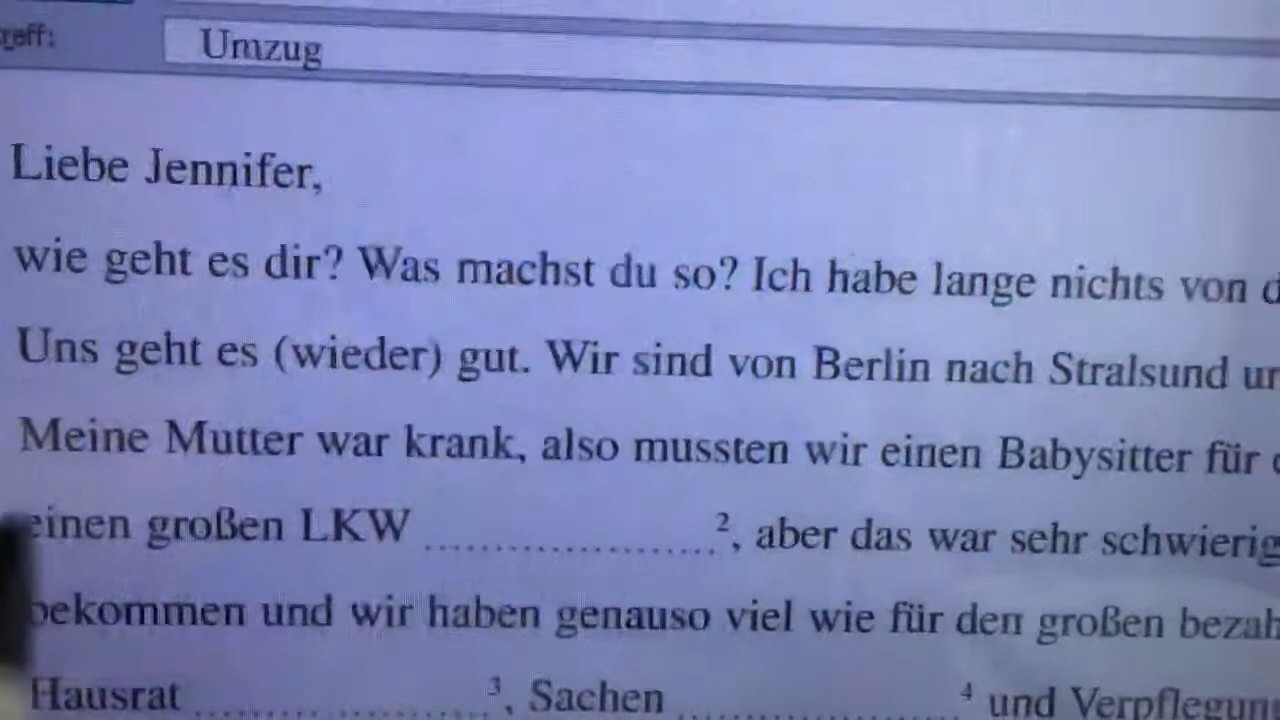 reff: Umzug
Liebe Jennifer,
wie geht es dir? Was machst du so? Ich habe lange nichts von
Uns geht es (wieder) gut. Wir sind von Berlin nach Stralsund
Meine Mutter war krank, also mussten wir einen Babysitter für
einen großen LKW ........................², aber das war sehr schwierig
bekommen und wir haben genauso viel wie für den großen bezah
Hausrat ........................³, Sachen ........................⁴ und Verpflegun